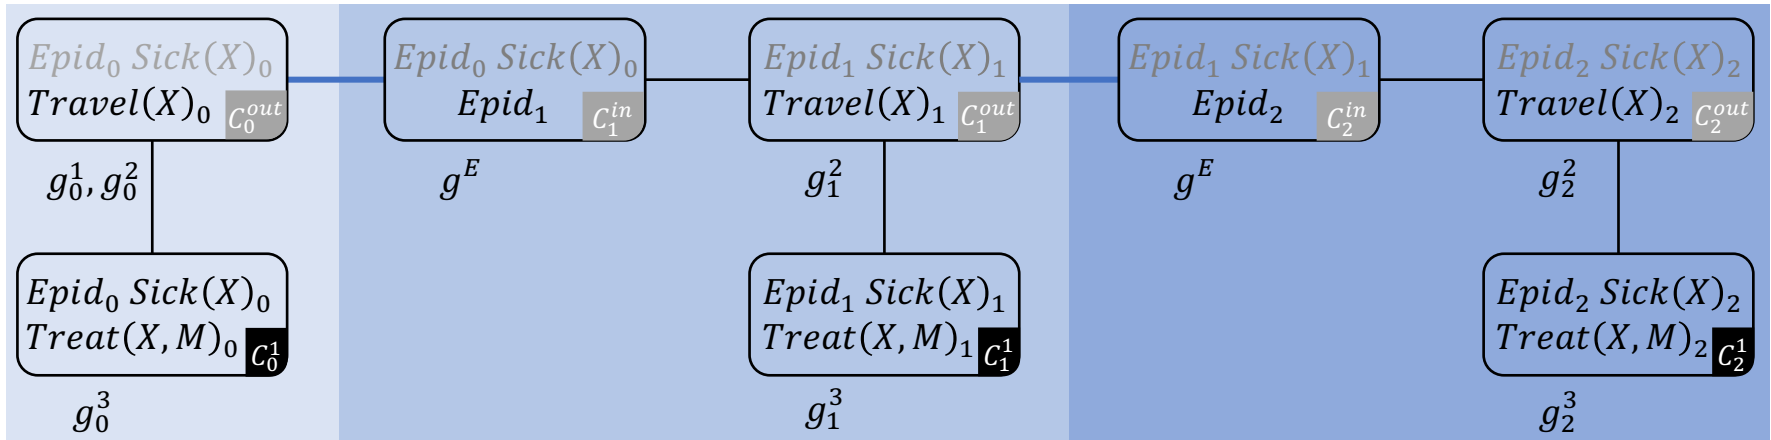 Epid₀ Sick(X)₀
Travel(X)₀
C₀ᵒᵘᵗ
g₀¹, g₀²
Epid₀ Sick(X)₀
Treat(X, M)₀
C₀¹
g₀³
Epid₀ Sick(X)₀
Epid₁
C₁ⁱⁿ
gᴱ
Epid₁ Sick(X)₁
Travel(X)₁
C₁ᵒᵘᵗ
g₁²
Epid₁ Sick(X)₁
Treat(X, M)₁
C₁¹
g₁³
Epid₁ Sick(X)₁
Epid₂
C₂ⁱⁿ
gᴱ
Epid₂ Sick(X)₂
Travel(X)₂
C₂ᵒᵘᵗ
g₂²
Epid₂ Sick(X)₂
Treat(X, M)₂
C₂¹
g₂³